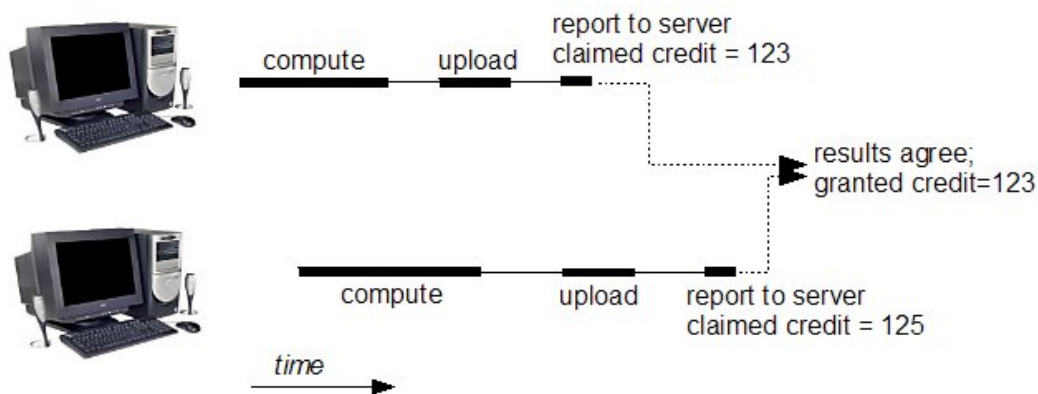 report to server
claimed credit = 123
compute
upload
results agree;
granted credit=123
compute
upload
report to server
claimed credit = 125
time